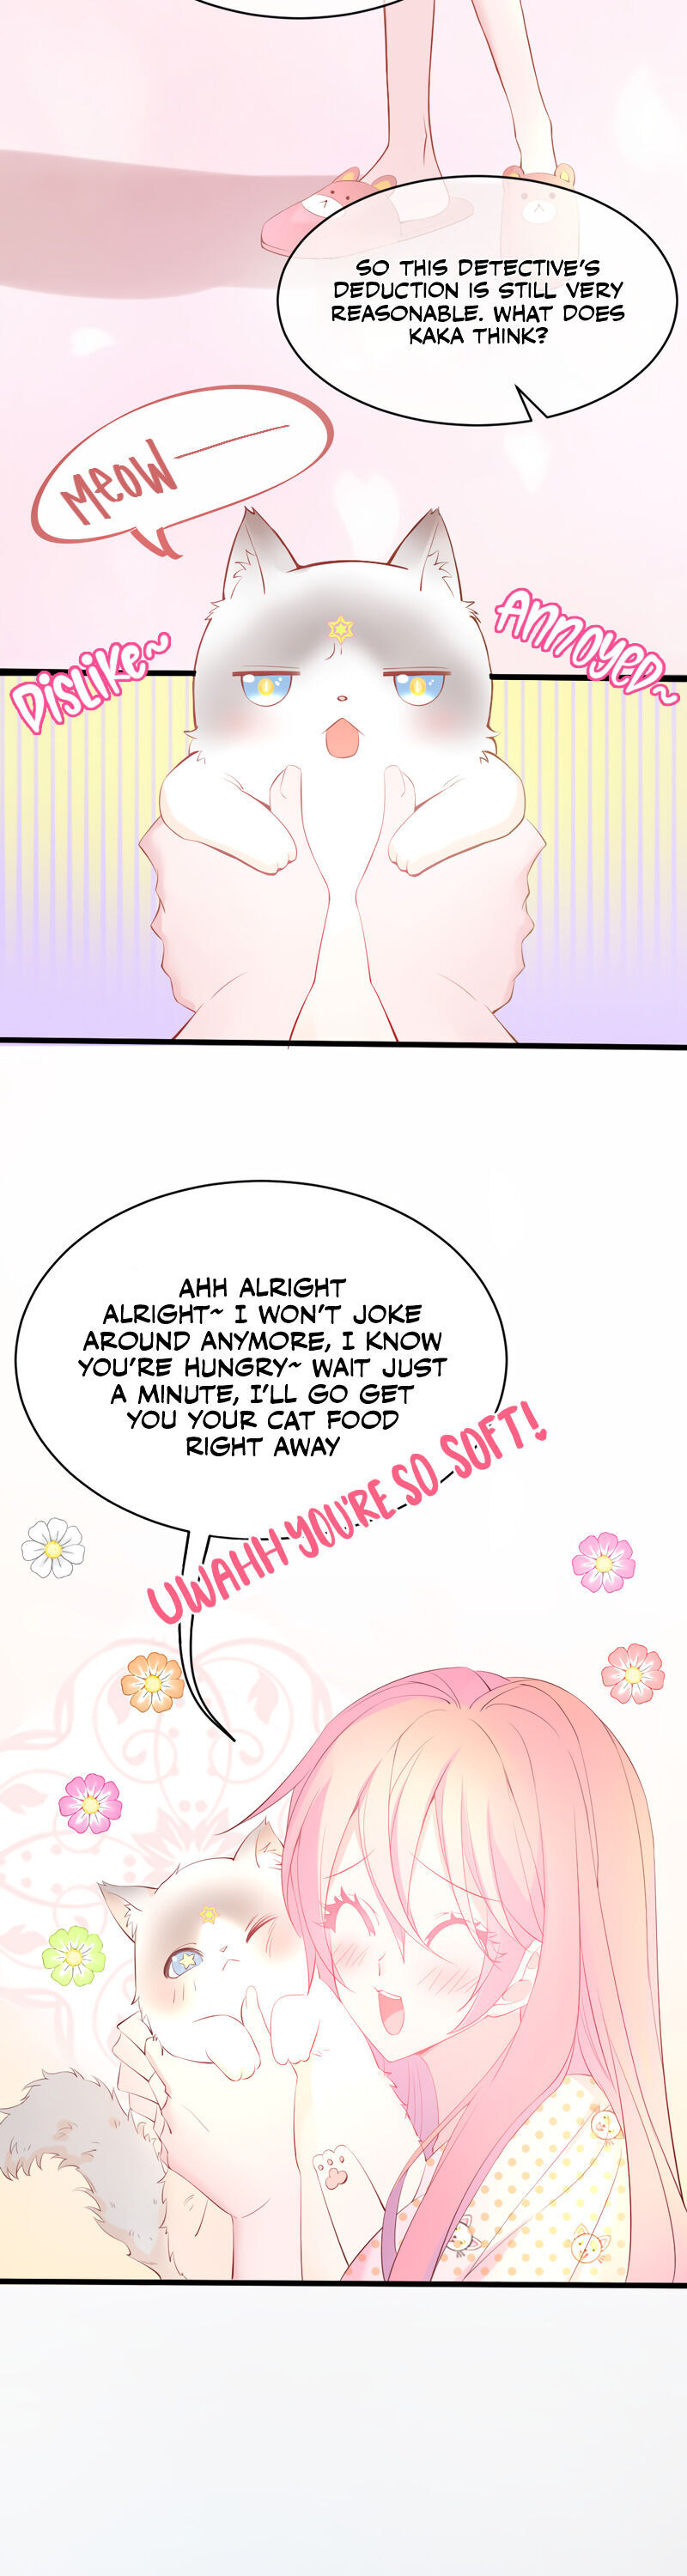 SO THIS DETECTIVE'S
DEDUCTION IS STILL VERY
REASONABLE. WHAT DOES
KAKA THINK?
MEOW
DISLIKE~
ANNOYED~
AHH ALRIGHT
ALRIGHT~ I WON'T JOKE
AROUND ANYMORE, I KNOW
YOU'RE HUNGRY~ WAIT JUST
A MINUTE, I'LL GO GET
YOU YOUR CAT FOOD
RIGHT AWAY
UWAHH YOU'RE SO SOFT!